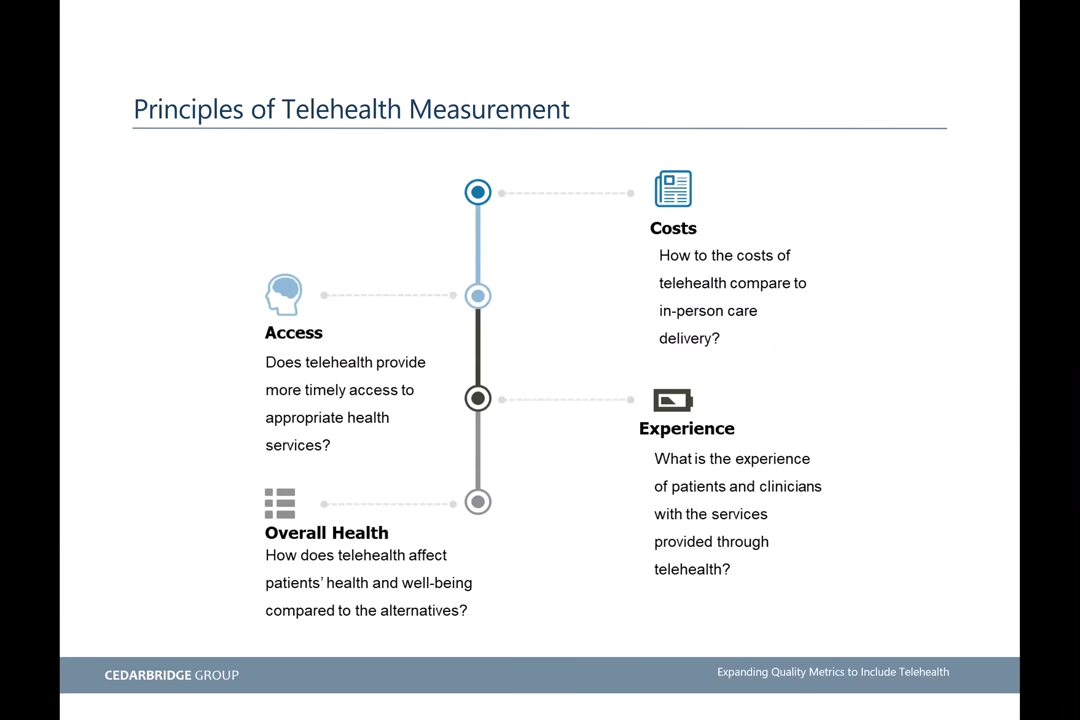 Principles of Telehealth Measurement
Costs
How to the costs of
telehealth compare to
in-person care
delivery?
Access
Does telehealth provide
more timely access to
appropriate health
services?
Experience
What is the experience
of patients and clinicians
with the services
provided through
telehealth?
Overall Health
How does telehealth affect
patients' health and well-being
compared to the alternatives?
CEDARBRIDGE GROUP
Expanding Quality Metrics to Include Telehealth